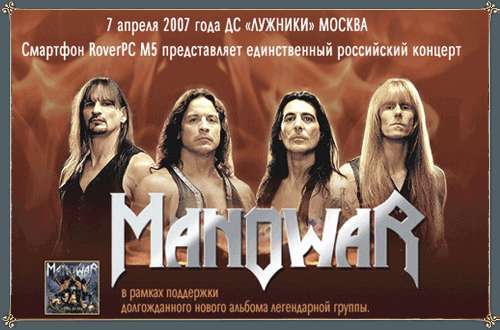 7 апреля 2007 года ДС «ЛУЖНИКИ» МОСКВА
Смартфон RoverPC M5 представляет единственный российский концерт
MANOWAR
MANOWAR
в рамках поддержки
долгожданного нового альбома легендарной группы.